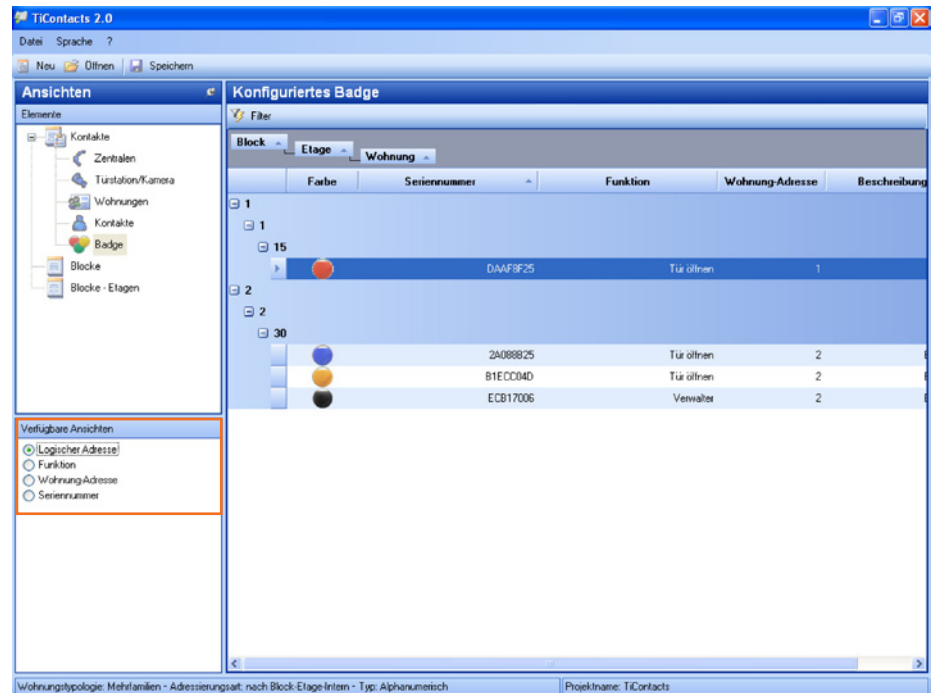 TiContacts 2.0
Datei Sprache ?
Neu Öffnen Speichern
Ansichten
Elemente
Kontakte
Zentralen
Türstation/Kamera
Wohnungen
Kontakte
Badge
Blocke
Blocke - Etagen
Verfügbare Ansichten
Logischer Adresse
Funktion
Wohnung-Adresse
Seriennummer
Konfiguriertes Badge
Filter
Block Etage Wohnung
Farbe Seriennummer Funktion Wohnung-Adresse Beschreibung
1
1
15
DAAF8F25 Tür öffnen 1
2
2
30
2A088B25 Tür öffnen 2
B1ECC04D Tür öffnen 2
ECB17006 Verwalter 2
Wohnungstypologie: Mehrfamilien - Adressierungsart: nach Block-Etage-Intern - Typ: Alphanumerisch Projektname: TiContacts